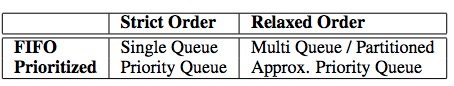 Strict Order Relaxed Order
FIFO Single Queue Multi Queue / Partitioned
Prioritized Priority Queue Approx. Priority Queue